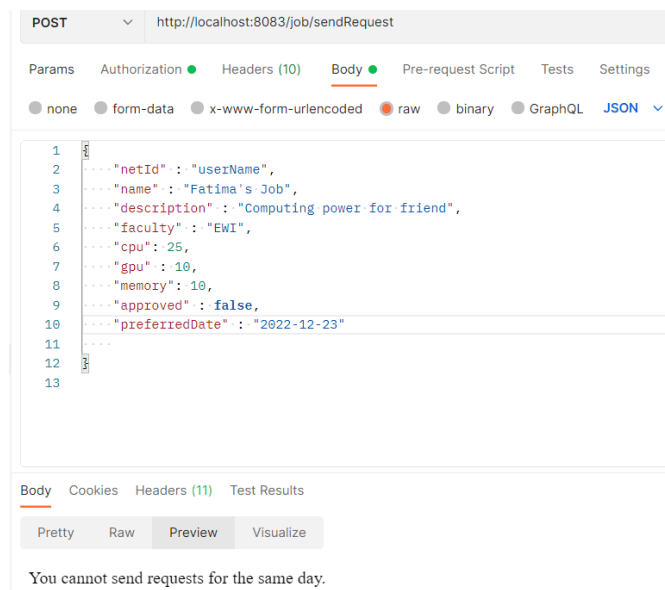 POST http://localhost:8083/job/sendRequest
Params Authorization Headers (10) Body Pre-request Script Tests Settings
none form-data x-www-form-urlencoded raw binary GraphQL JSON
1 {
2 ····"netId"·:·"userName",
3 ····"name"·:·"Fatima's·Job",
4 ····"description"·:·"Computing·power·for·friend",
5 ····"faculty"·:·"EWI",
6 ····"cpu":·25,
7 ····"gpu"·:·10,
8 ····"memory":·10,
9 ····"approved"·:·false,
10 ····"preferredDate"·:·"2022-12-23"
11 ····
12 }
13
Body Cookies Headers (11) Test Results
Pretty Raw Preview Visualize
You cannot send requests for the same day.